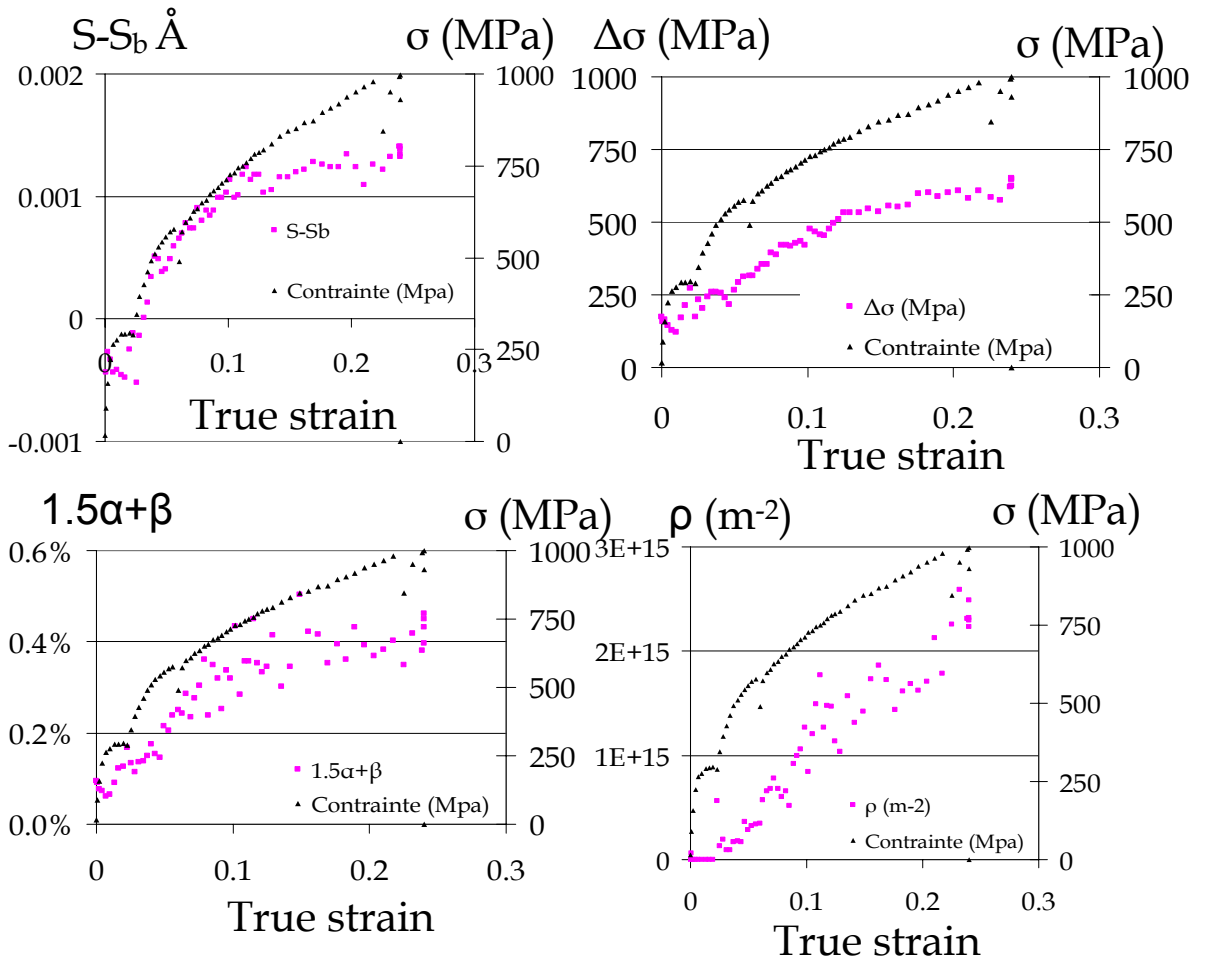 S-Sb Å σ (MPa)
0.002 1000
0.001 750
S-Sb
500
Contrainte (Mpa)
0 250
0 0.1 0.2 0.3
True strain
-0.001 0
Δσ (MPa) σ (MPa)
1000 1000
750 750
500 500
250 250
Δσ (Mpa)
Contrainte (Mpa)
0 0
0 0.1 0.2 0.3
True strain
1.5α+β σ (MPa)
0.6% 1000
0.4% 750
500
0.2% 250
1.5α+β
Contrainte (Mpa)
0.0% 0
0 0.1 0.2 0.3
True strain
ρ (m-2) σ (MPa)
3E+15 1000
2E+15 750
500
1E+15 250
ρ (m-2)
Contrainte (Mpa)
0 0
0 0.1 0.2 0.3
True strain